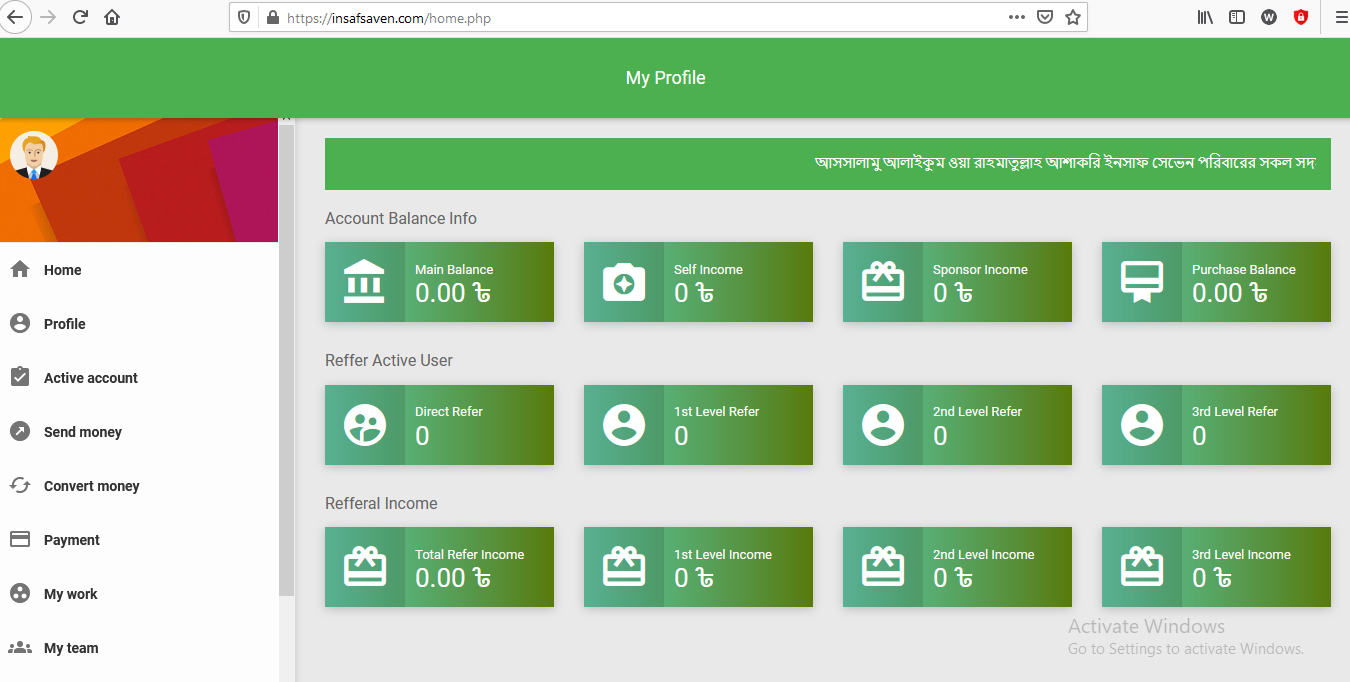 https://insafsaven.com/home.php
My Profile
আসসালামু আলাইকুম ওয়া রাহমাতুল্লাহ আশাকরি ইনসাফ সেভেন পরিবারের সকল সদ
Home
Profile
Active account
Send money
Convert money
Payment
My work
My team
Account Balance Info
Main Balance
0.00 ৳
Self Income
0 ৳
Sponsor Income
0 ৳
Purchase Balance
0.00 ৳
Reffer Active User
Direct Refer
0
1st Level Refer
0
2nd Level Refer
0
3rd Level Refer
0
Refferal Income
Total Refer Income
0.00 ৳
1st Level Income
0 ৳
2nd Level Income
0 ৳
3rd Level Income
0 ৳
Activate Windows
Go to Settings to activate Windows.